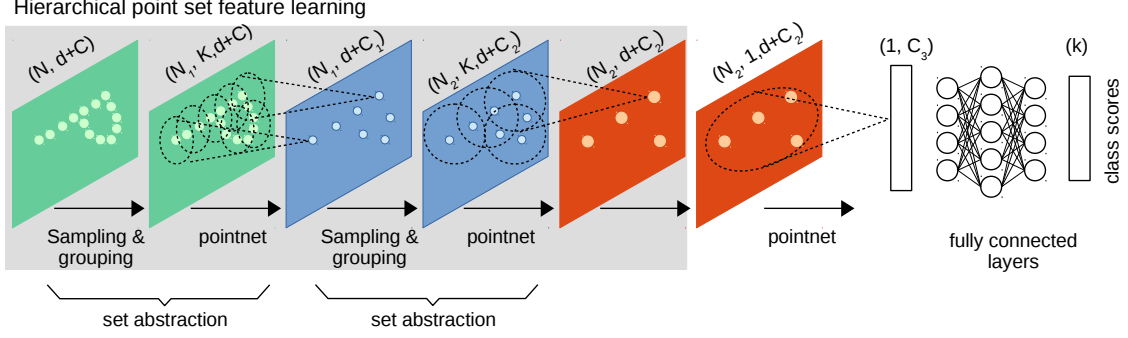 Hierarchical point set feature learning
(N, d+C)
(N1, K,d+C)
(N1, d+C1)
(N2, K,d+C2)
(N2, d+C2)
(N2, 1,d+C2)
(1, C3)
(k)
class scores
Sampling &
grouping
pointnet
Sampling &
grouping
pointnet
pointnet
fully connected
layers
set abstraction
set abstraction